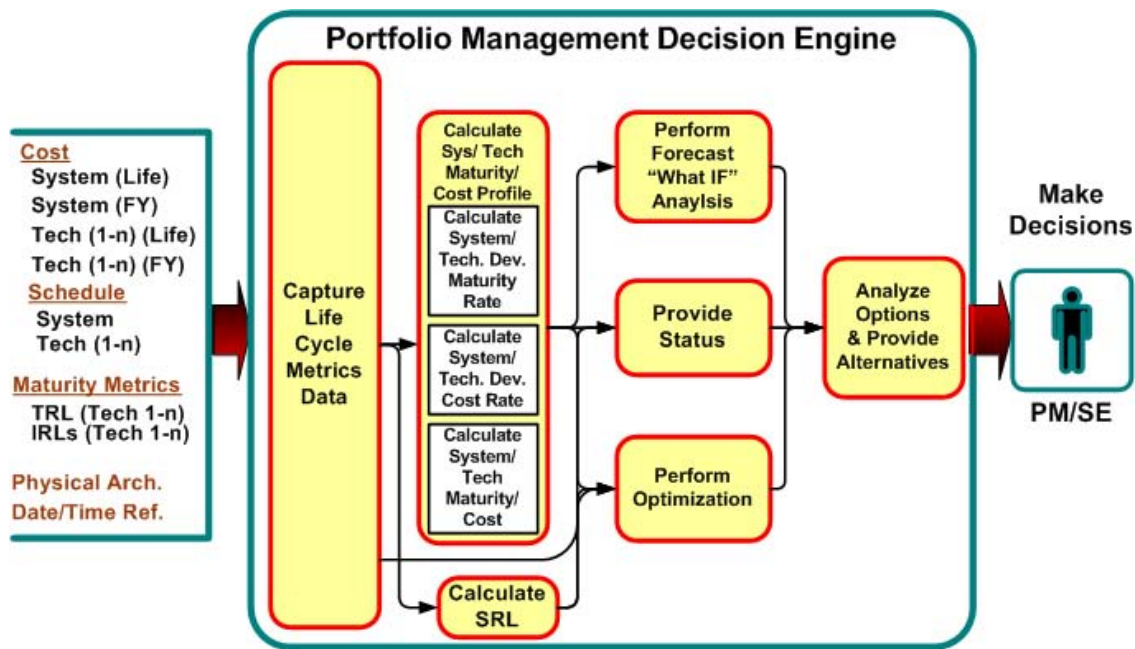 Portfolio Management Decision Engine
Cost
System (Life)
System (FY)
Tech (1-n) (Life)
Tech (1-n) (FY)
Schedule
System
Tech (1-n)
Maturity Metrics
TRL (Tech 1-n)
IRLs (Tech 1-n)
Physical Arch.
Date/Time Ref.
Capture
Life
Cycle
Metrics
Data
Calculate
Sys/ Tech
Maturity/
Cost Profile
Calculate
System/
Tech. Dev.
Maturity
Rate
Calculate
System/
Tech. Dev.
Cost Rate
Calculate
System/
Tech
Maturity/
Cost
Calculate
SRL
Perform
Forecast
“What IF”
Anaylsis
Provide
Status
Perform
Optimization
Analyze
Options
& Provide
Alternatives
Make
Decisions
PM/SE